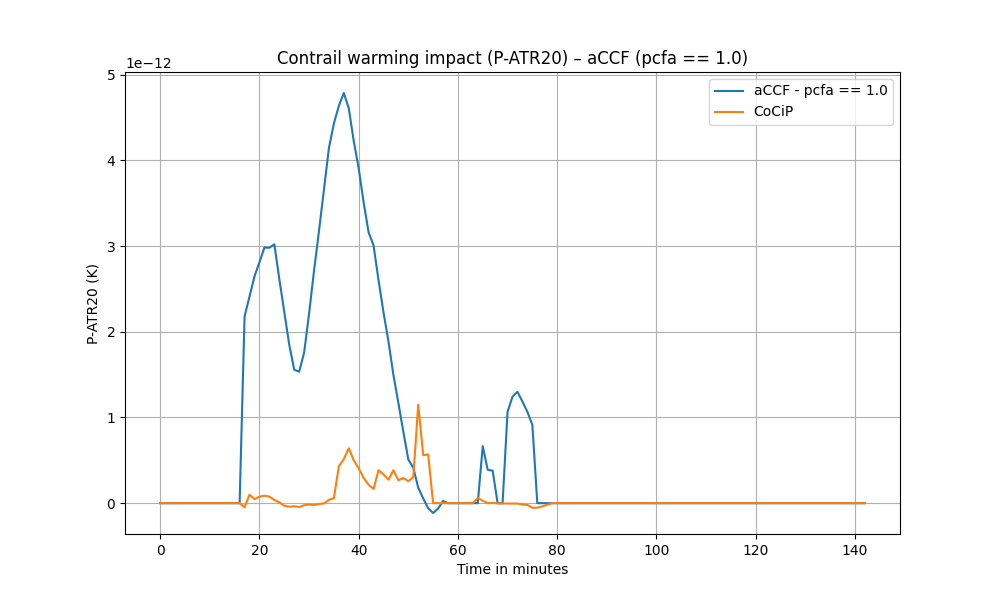 Contrail warming impact (P-ATR20) – aCCF (pcfa == 1.0)
1e−12
aCCF - pcfa == 1.0
CoCiP
5
4
3
2
1
0
P-ATR20 (K)
0 20 40 60 80 100 120 140
Time in minutes